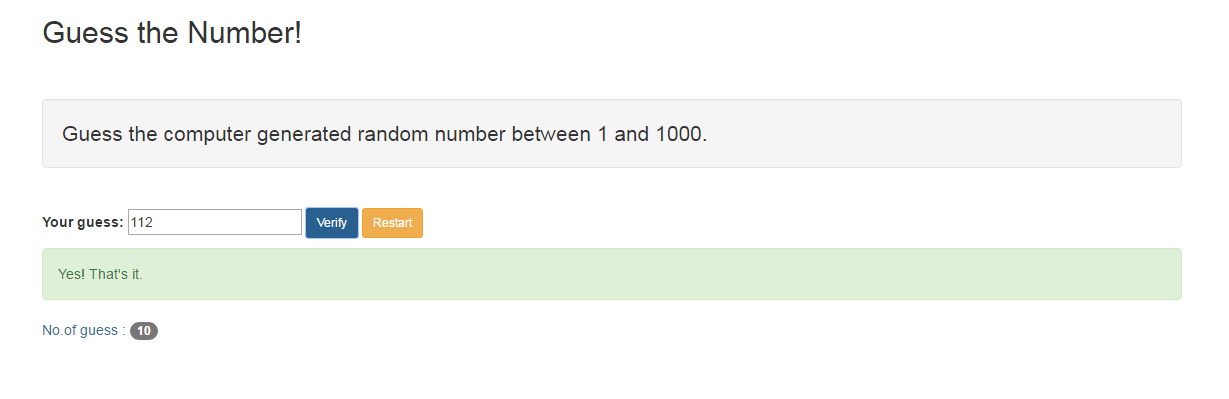 Guess the Number!
Guess the computer generated random number between 1 and 1000.
Your guess: 112 Verify Restart
Yes! That's it.
No.of guess : 10